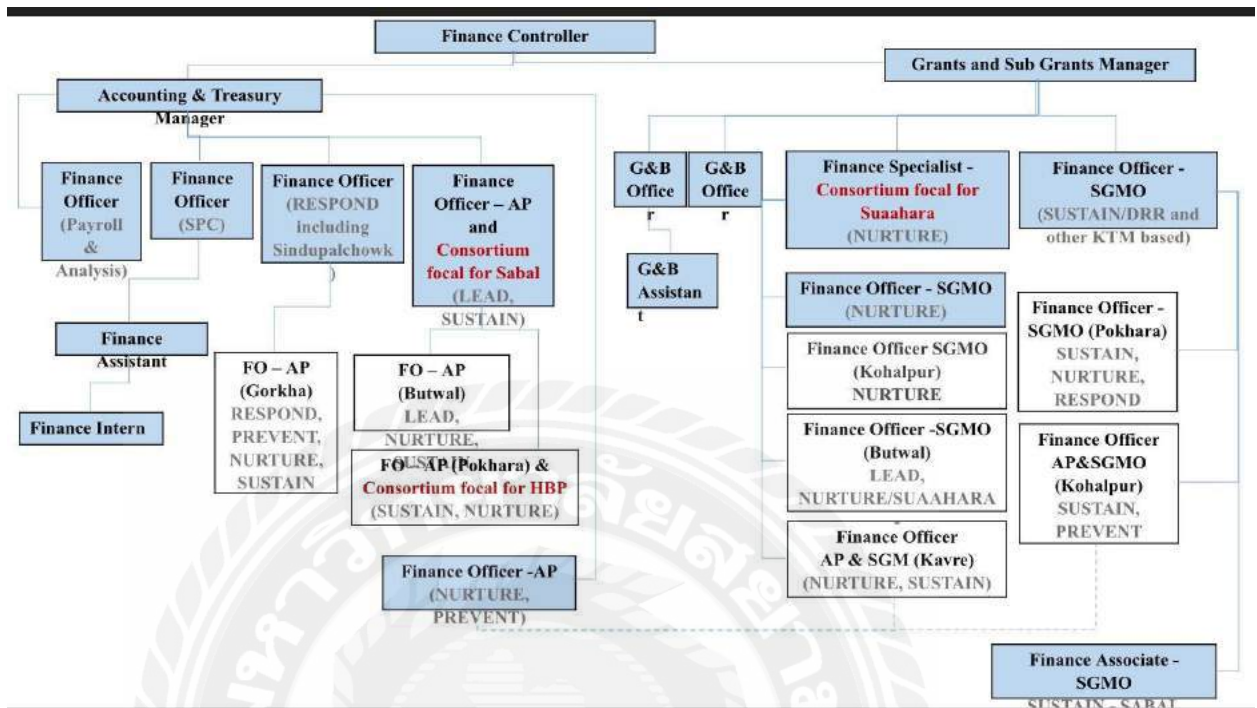 Finance Controller
Grants and Sub Grants Manager
Accounting & Treasury
Manager
Finance
Officer
(Payroll
&
Analysis)
Finance
Officer
(SPC)
Finance Officer
(RESPOND
including
Sindupalchowk
)
Finance
Officer – AP
and
Consortium
focal for Sabal
(LEAD,
SUSTAIN)
G&B
Office
r
G&B
Office
r
Finance Specialist -
Consortium focal for
Suaahara
(NURTURE)
Finance Officer -
SGMO
(SUSTAIN/DRR and
other KTM based)
G&B
Assistan
t
Finance Officer - SGMO
(NURTURE)
Finance
Assistant
Finance Intern
FO – AP
(Gorkha)
RESPOND,
PREVENT,
NURTURE,
SUSTAIN
FO – AP
(Butwal)
LEAD,
NURTURE,
SUSTAIN
FO – AP (Pokhara) &
Consortium focal for HBP
(SUSTAIN, NURTURE)
Finance Officer SGMO
(Kohalpur)
NURTURE
Finance Officer -
SGMO (Pokhara)
SUSTAIN,
NURTURE,
RESPOND
Finance Officer -SGMO
(Butwal)
LEAD,
NURTURE/SUAAHARA
Finance Officer
AP&SGMO
(Kohalpur)
SUSTAIN,
PREVENT
Finance Officer
AP & SGM (Kavre)
(NURTURE, SUSTAIN)
Finance Officer -AP
(NURTURE,
PREVENT)
Finance Associate -
SGMO
SUSTAIN - SABAL